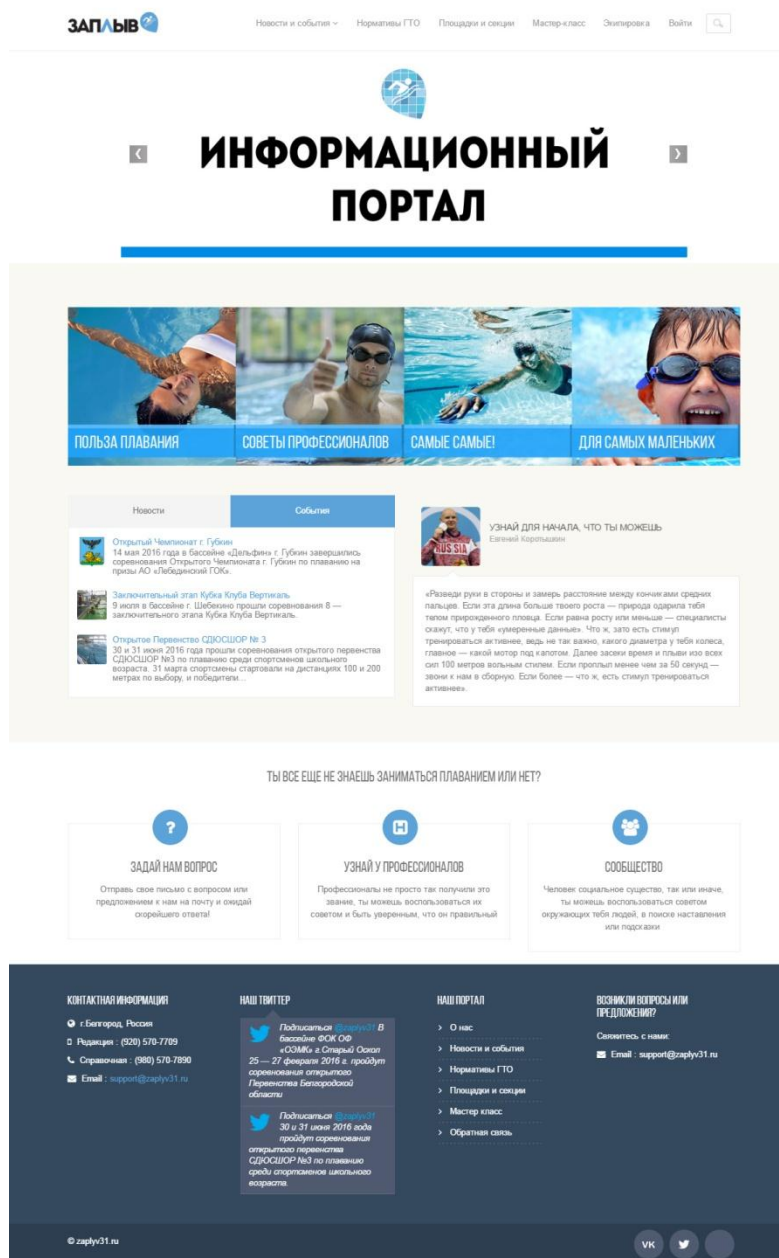 ЗАПЛЫВ
Новости и события
Нормативы ГТО
Площадки и секции
Мастер-класс
Экипировка
Войти
ИНФОРМАЦИОННЫЙ
ПОРТАЛ
ПОЛЬЗА ПЛАВАНИЯ
СОВЕТЫ ПРОФЕССИОНАЛОВ
САМЫЕ САМЫЕ!
ДЛЯ САМЫХ МАЛЕНЬКИХ
Новости
События
Открытый Чемпионат г. Губкин
14 мая 2016 года в бассейне «Дельфин» г. Губкин завершились
соревнования Открытого Чемпионата г. Губкин по плаванию на
призы АО «Лебединский ГОК».
Заключительный этап Кубка Клуба Вертикаль
9 июля в бассейне г. Шебекино прошли соревнования 8 —
заключительного этапа Кубка Клуба Вертикаль.
Открытое Первенство СДЮСШОР № 3
30 и 31 июня 2016 года прошли соревнования открытого первенства
СДЮСШОР №3 по плаванию среди спортсменов школьного
возраста. 31 марта спортсмены стартовали на дистанциях 100 и 200
метрах по выбору, и победители...
RUSSIA
УЗНАЙ ДЛЯ НАЧАЛА, ЧТО ТЫ МОЖЕШЬ
Евгений Коротышкин
«Разведи руки в стороны и замерь расстояние между кончиками средних
пальцев. Если эта длина больше твоего роста — природа одарила тебя
телом прирожденного пловца. Если равна росту или меньше — специалисты
скажут, что у тебя «умеренные данные». Что ж, зато есть стимул
тренироваться активнее, ведь не так важно, какого диаметра у тебя колеса,
главное — какой мотор под капотом. Далее засеки время и плыви изо всех
сил 100 метров вольным стилем. Если проплыл менее чем за 50 секунд —
звони к нам в сборную. Если более — что ж, есть стимул тренироваться
активнее».
ТЫ ВСЕ ЕЩЕ НЕ ЗНАЕШЬ ЗАНИМАТЬСЯ ПЛАВАНИЕМ ИЛИ НЕТ?
ЗАДАЙ НАМ ВОПРОС
Отправь свое письмо с вопросом или
предложением к нам на почту и ожидай
скорейшего ответа!
УЗНАЙ У ПРОФЕССИОНАЛОВ
Профессионалы не просто так получили это
звание, ты можешь воспользоваться их
советом и быть уверенным, что он правильный
СООБЩЕСТВО
Человек социальное существо, так или иначе,
ты можешь воспользоваться советом
окружающих тебя людей, в поиске наставления
или подсказки
КОНТАКТНАЯ ИНФОРМАЦИЯ
г.Белгород, Россия
Редакция : (920) 570-7709
Справочная : (980) 570-7890
Email : support@zaplyv31.ru
НАШ ТВИТТЕР
Подписаться @zaplyv31 В
бассейне ФОК ОФ
«ОЭМК» г.Старый Оскол
25 — 27 февраля 2016 г. пройдут
соревнования открытого
Первенства Белгородской
области
Подписаться @zaplyv31
30 и 31 июня 2016 года
пройдут соревнования
открытого первенства
СДЮСШОР №3 по плаванию
среди спортсменов школьного
возраста.
НАШ ПОРТАЛ
О нас
Новости и события
Нормативы ГТО
Площадки и секции
Мастер класс
Обратная связь
ВОЗНИКЛИ ВОПРОСЫ ИЛИ
ПРЕДЛОЖЕНИЯ?
Свяжитесь с нами:
Email : support@zaplyv31.ru
© zaplyv31.ru
VK